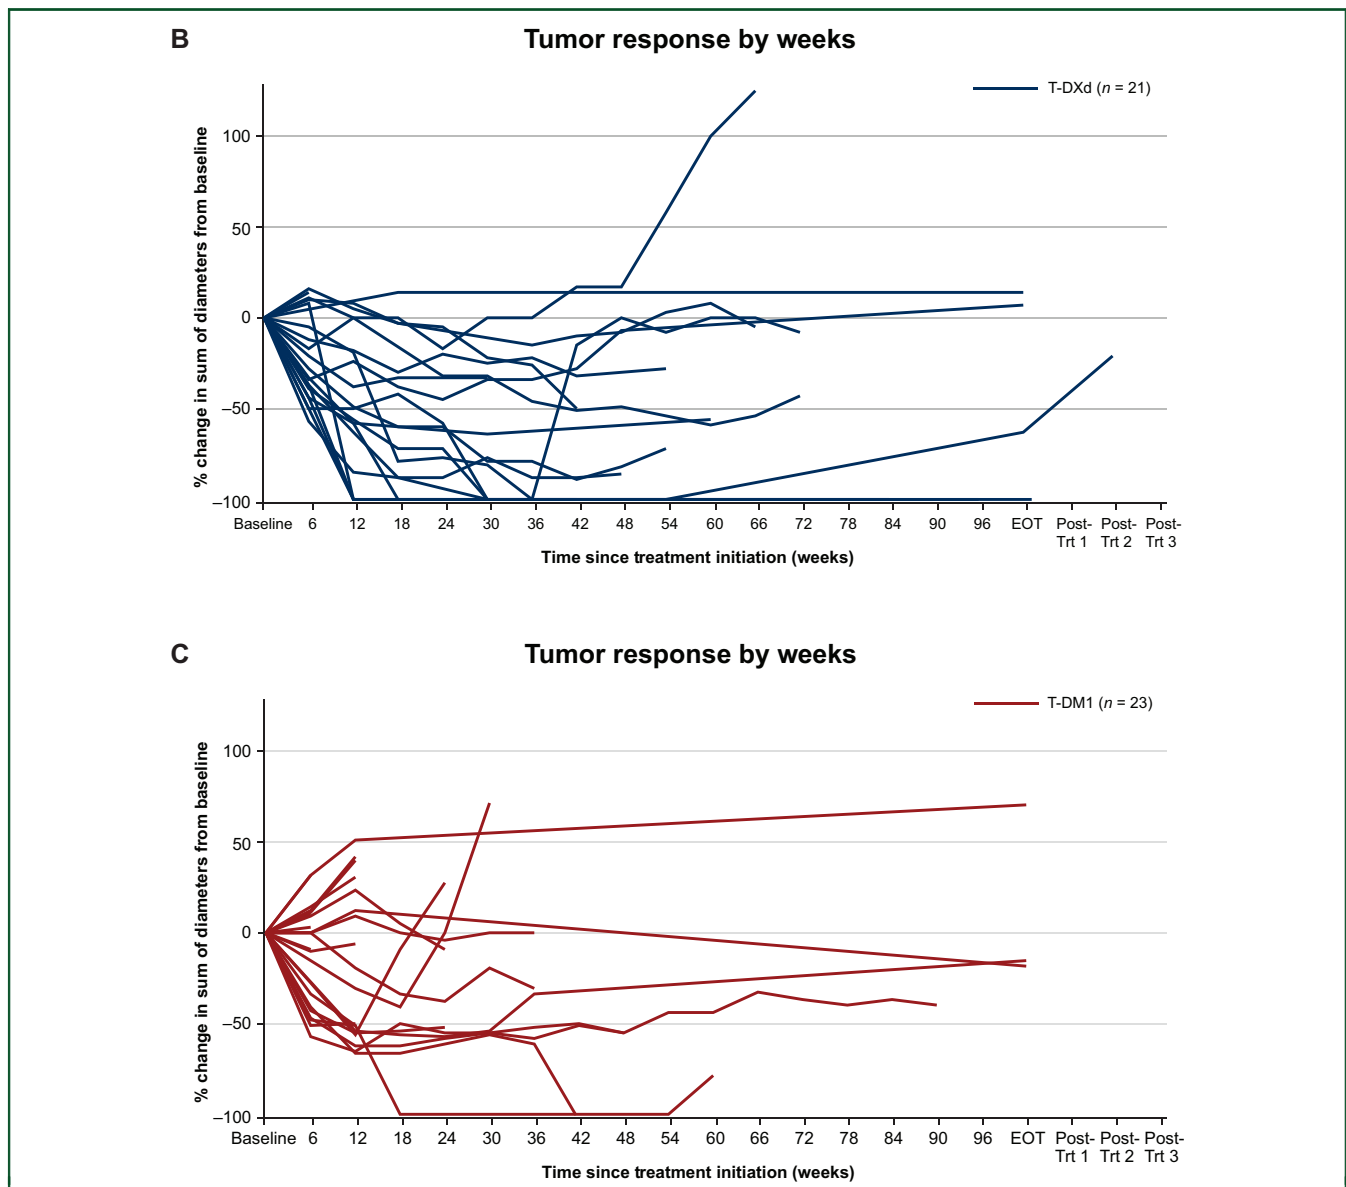 B
Tumor response by weeks
T-DXd (n = 21)
% change in sum of diameters from baseline
100
50
0
–50
–100
Baseline 6 12 18 24 30 36 42 48 54 60 66 72 78 84 90 96 EOT Post- Post- Post-
Trt 1 Trt 2 Trt 3
Time since treatment initiation (weeks)
C
Tumor response by weeks
T-DM1 (n = 23)
% change in sum of diameters from baseline
100
50
0
–50
–100
Baseline 6 12 18 24 30 36 42 48 54 60 66 72 78 84 90 96 EOT Post- Post- Post-
Trt 1 Trt 2 Trt 3
Time since treatment initiation (weeks)